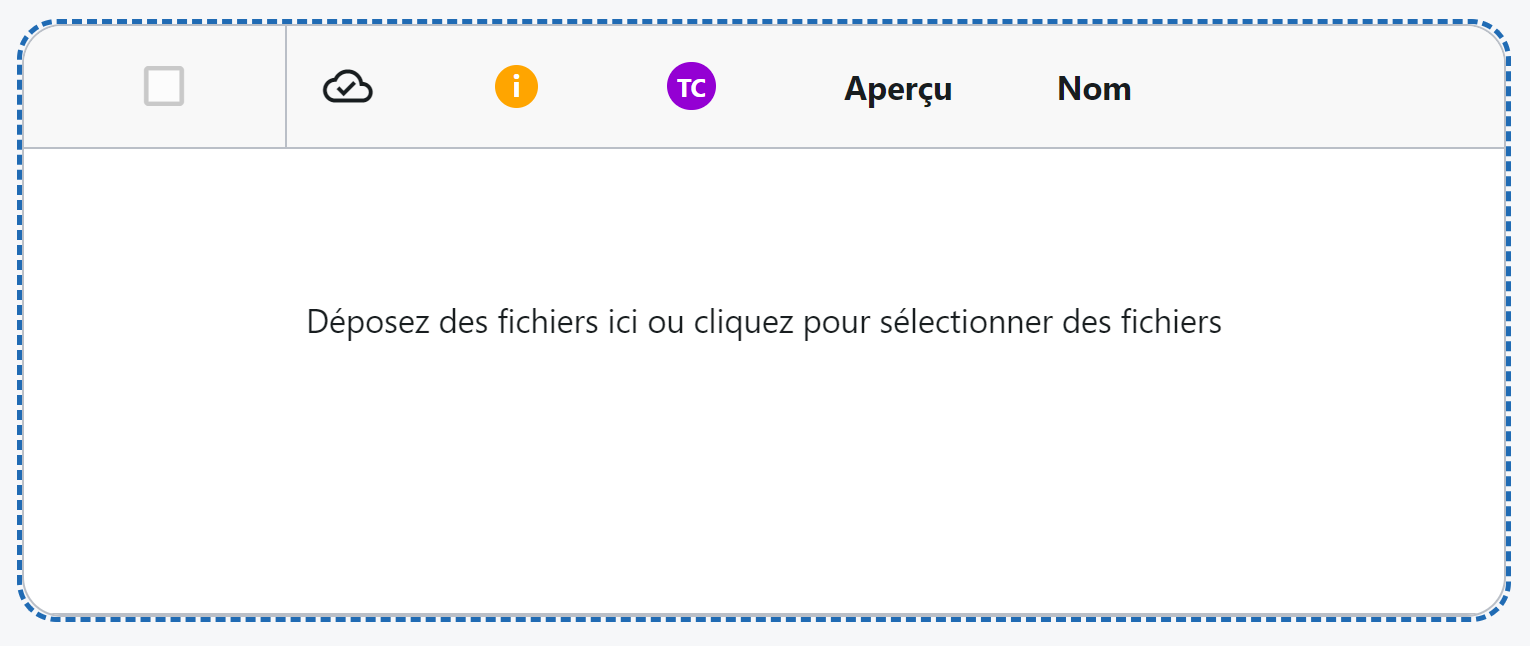 i TC Aperçu Nom
Déposez des fichiers ici ou cliquez pour sélectionner des fichiers